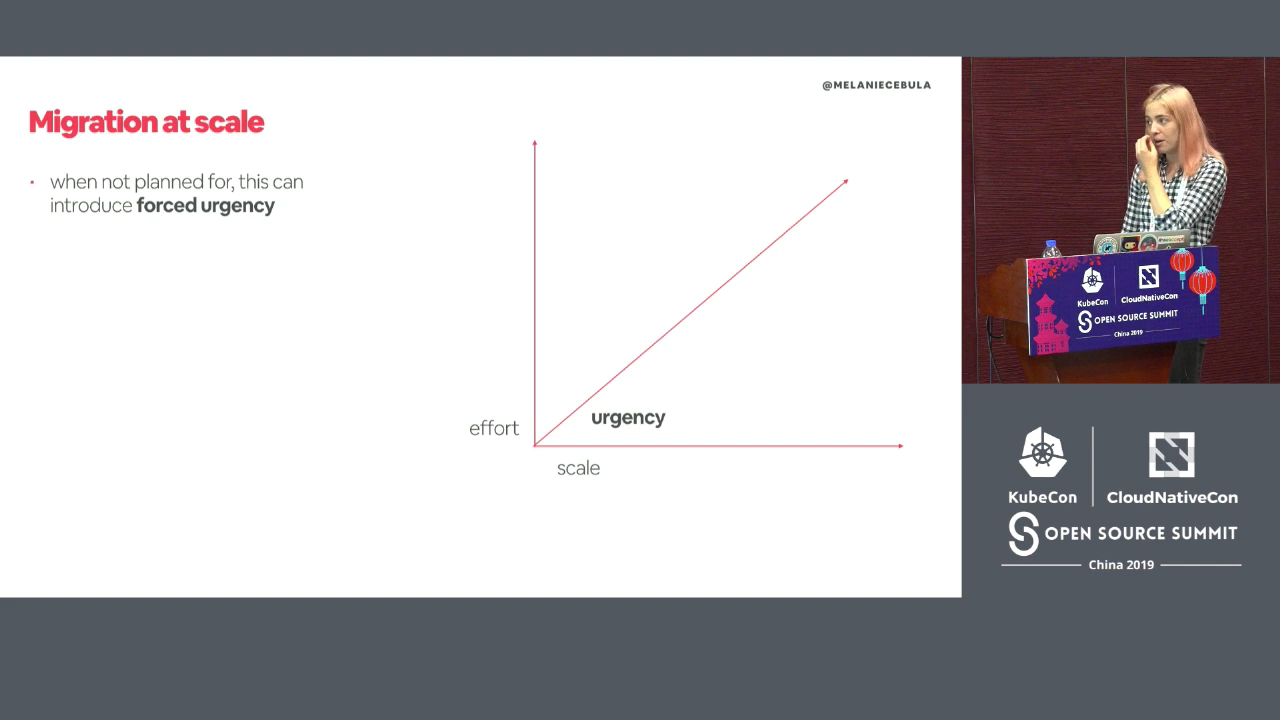 @MELANIECEBULA
Migration at scale
• when not planned for, this can
introduce forced urgency
effort
urgency
scale
KubeCon
CloudNativeCon
OPEN SOURCE SUMMIT
China 2019
KubeCon
CloudNativeCon
OPEN SOURCE SUMMIT
China 2019